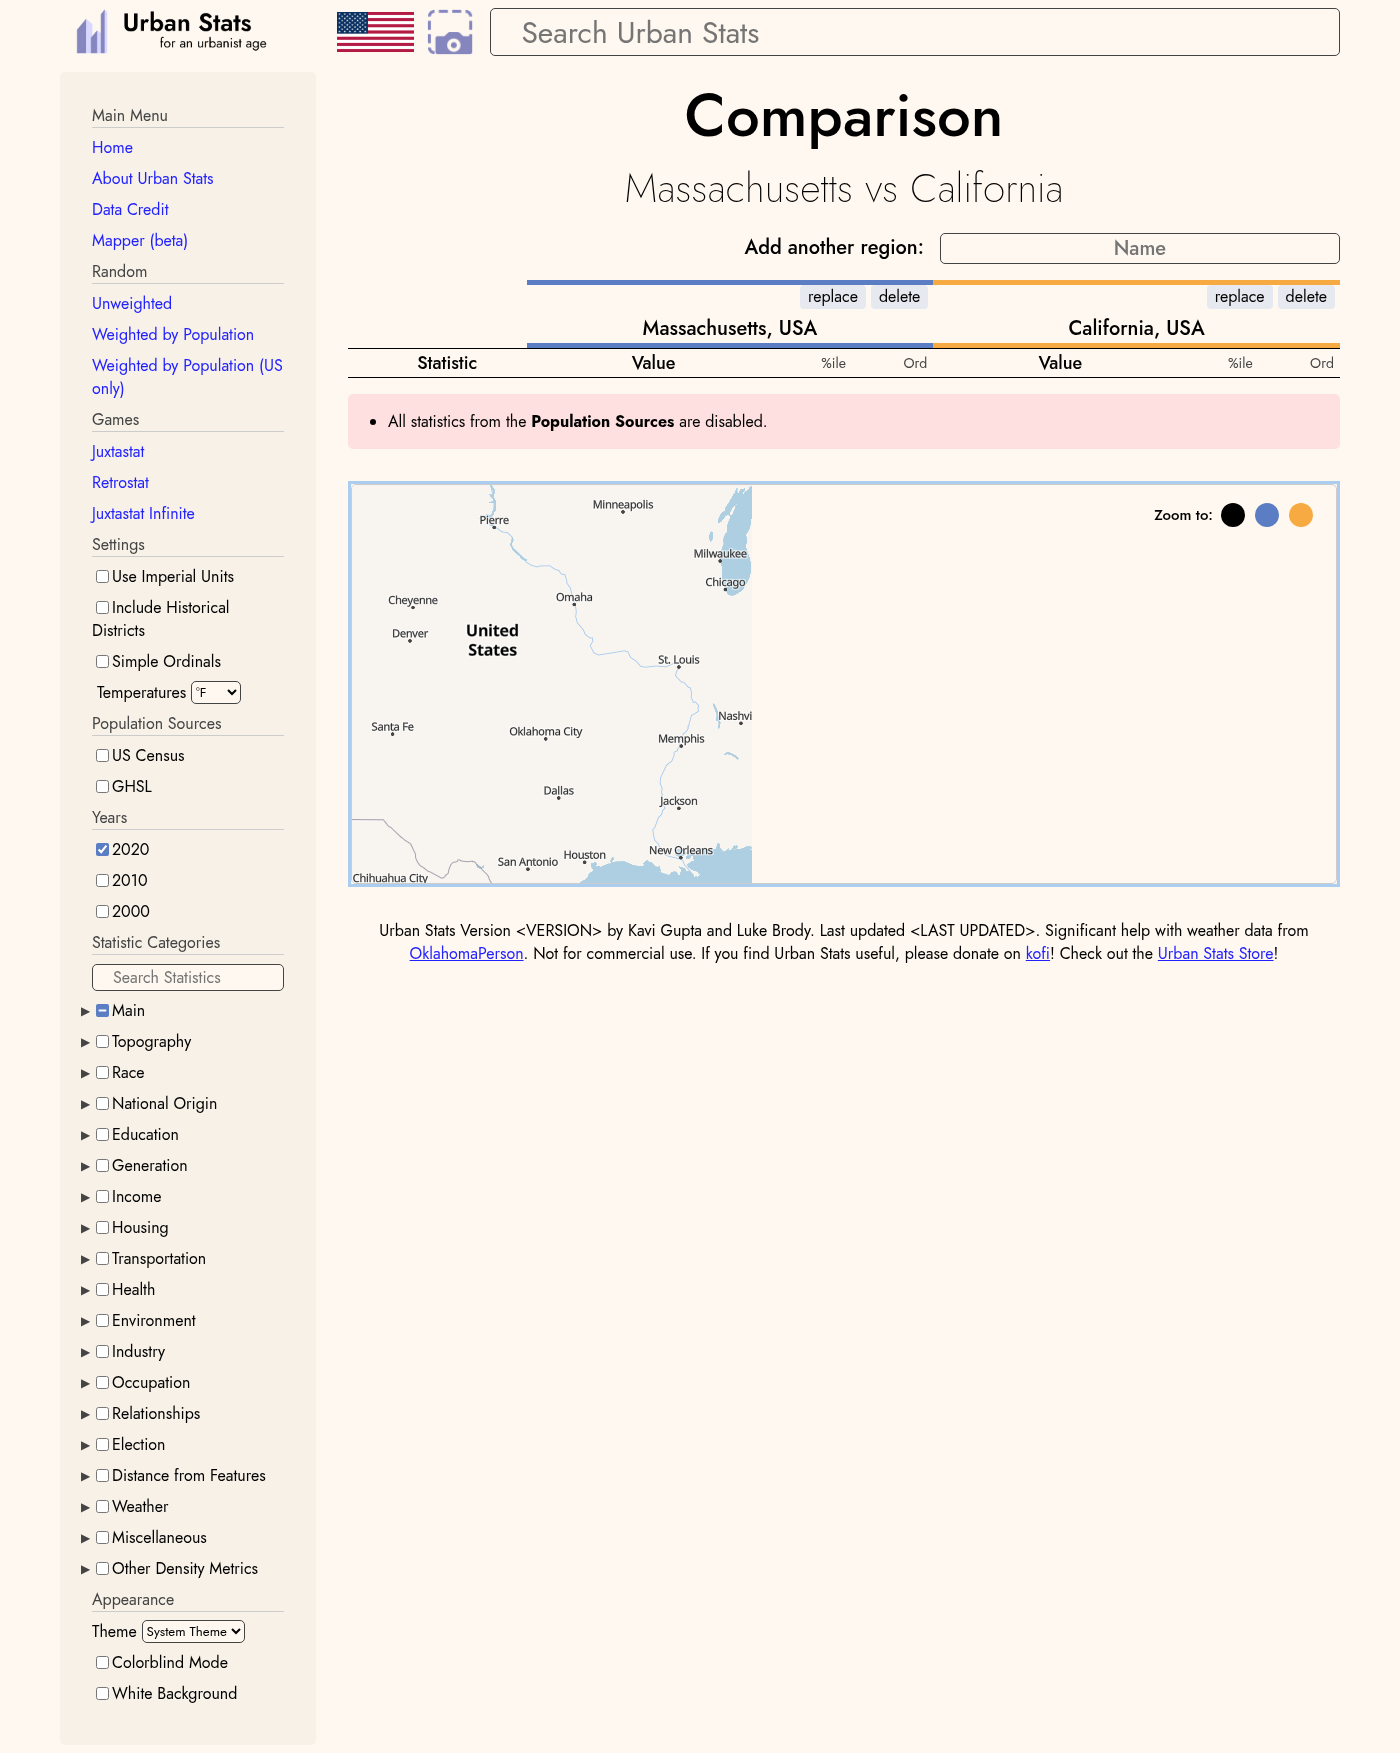 Urban Stats
for an urbanist age
Search Urban Stats
Main Menu
Home
About Urban Stats
Data Credit
Mapper (beta)
Random
Unweighted
Weighted by Population
Weighted by Population (US
only)
Games
Juxtastat
Retrostat
Juxtastat Infinite
Settings
Use Imperial Units
Include Historical
Districts
Simple Ordinals
Temperatures °F
Population Sources
US Census
GHSL
Years
2020
2010
2000
Statistic Categories
Search Statistics
Main
Topography
Race
National Origin
Education
Generation
Income
Housing
Transportation
Health
Environment
Industry
Occupation
Relationships
Election
Distance from Features
Weather
Miscellaneous
Other Density Metrics
Appearance
Theme System Theme
Colorblind Mode
White Background
Comparison
Massachusetts vs California
Add another region: Name
replace delete replace delete
Massachusetts, USA California, USA
Statistic Value %ile Ord Value %ile Ord
All statistics from the Population Sources are disabled.
Minneapolis
Pierre
Zoom to:
Milwaukee
Chicago
Cheyenne
Omaha
Denver
United
States
St. Louis
Santa Fe
Oklahoma City
Nashvi
Memphis
Dallas
Jackson
New Orleans
San Antonio
Houston
Chihuahua City
Urban Stats Version <VERSION> by Kavi Gupta and Luke Brody. Last updated <LAST UPDATED>. Significant help with weather data from
OklahomaPerson. Not for commercial use. If you find Urban Stats useful, please donate on kofi! Check out the Urban Stats Store!